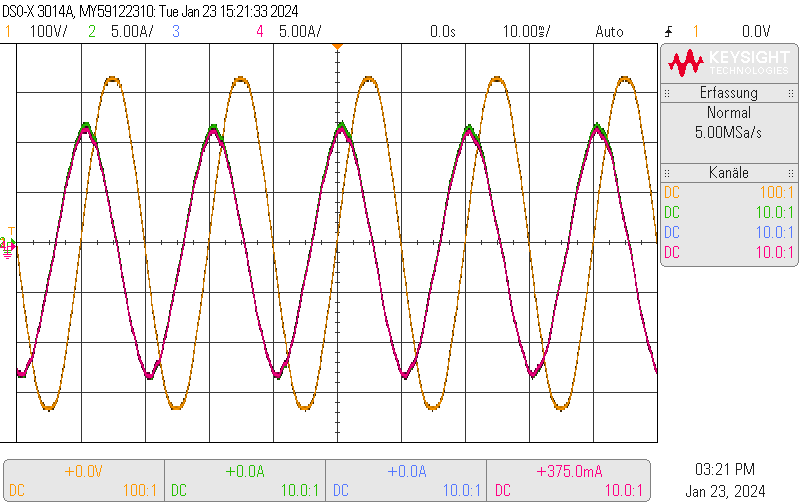 DSO-X 3014A, MY59122310: Tue Jan 23 15:21:33 2024
1 100V/ 2 5.00A/ 3 4 5.00A/ 0.0s 10.00ms/ Auto 1 0.0V
KEYSIGHT
TECHNOLOGIES
Erfassung
Normal
5.00MSa/s
Kanäle
DC 100:1
DC 10.0:1
DC 10.0:1
DC 10.0:1
+0.0V +0.0A +0.0A +375.0mA
DC 100:1 DC 10.0:1 DC 10.0:1 DC 10.0:1
03:21 PM
Jan 23, 2024